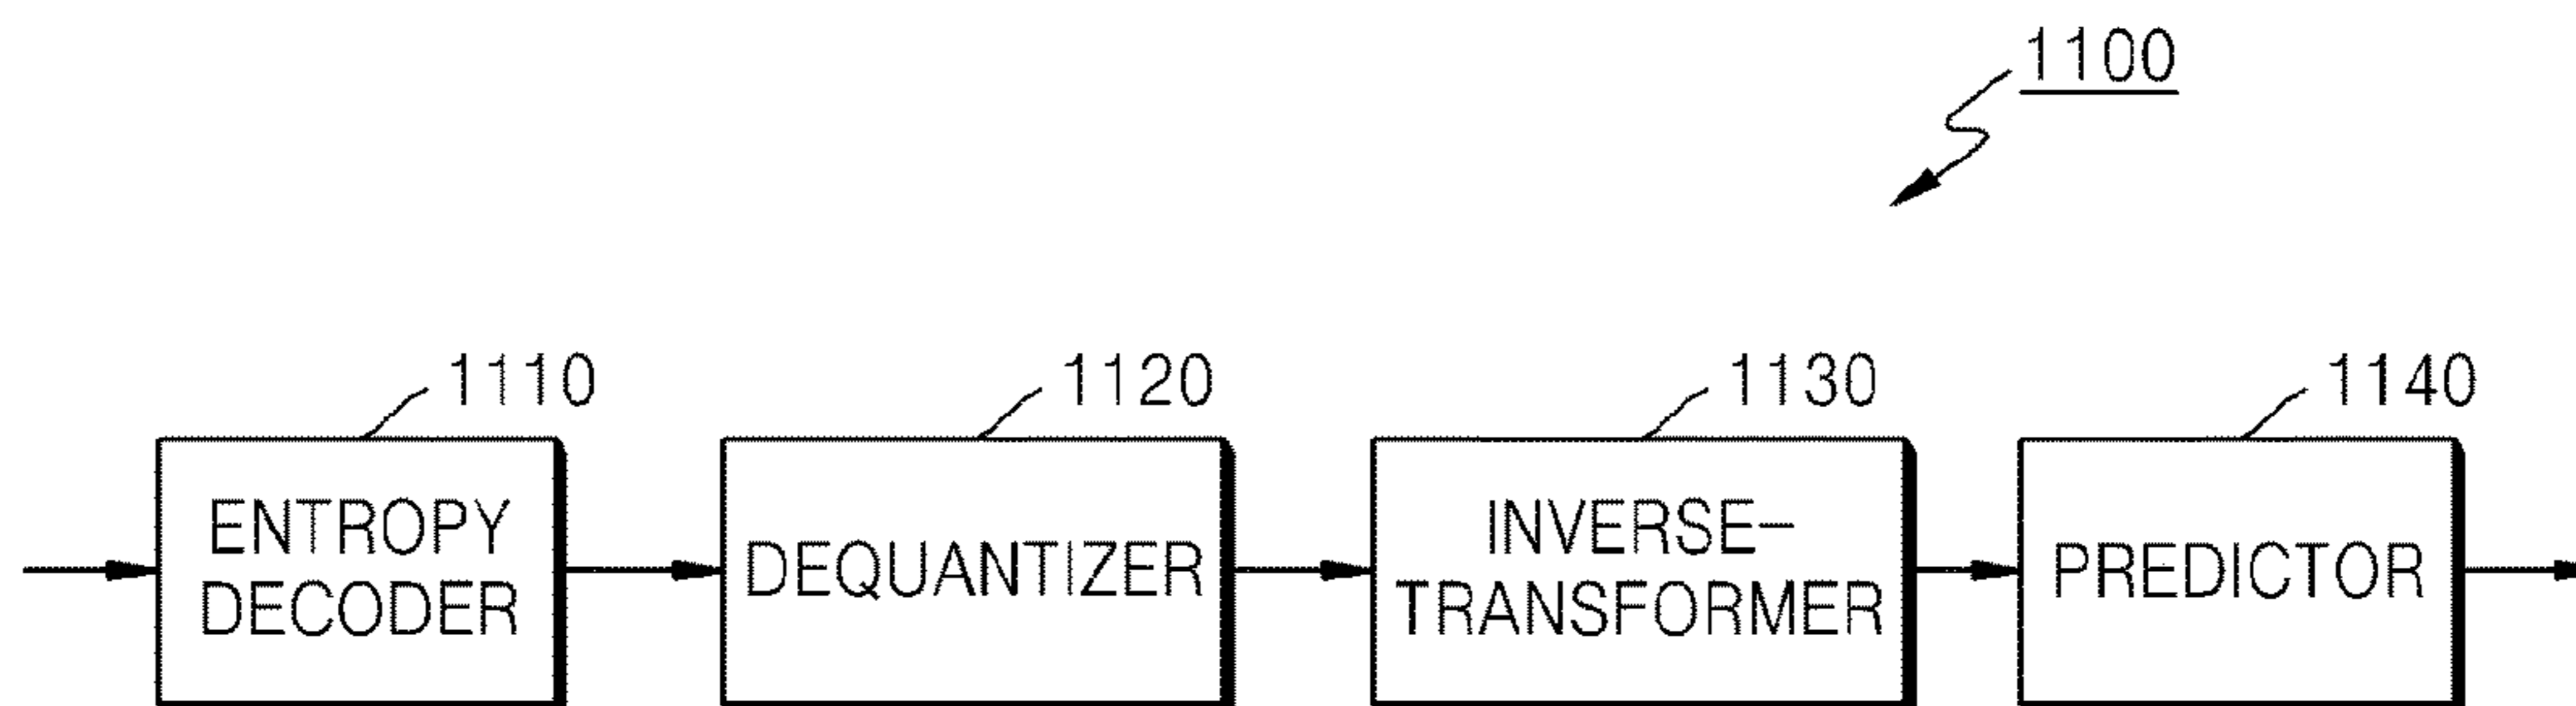 1100
1110
1120
1130
1140
ENTROPY
DECODER
DEQUANTIZER
INVERSE-
TRANSFORMER
PREDICTOR